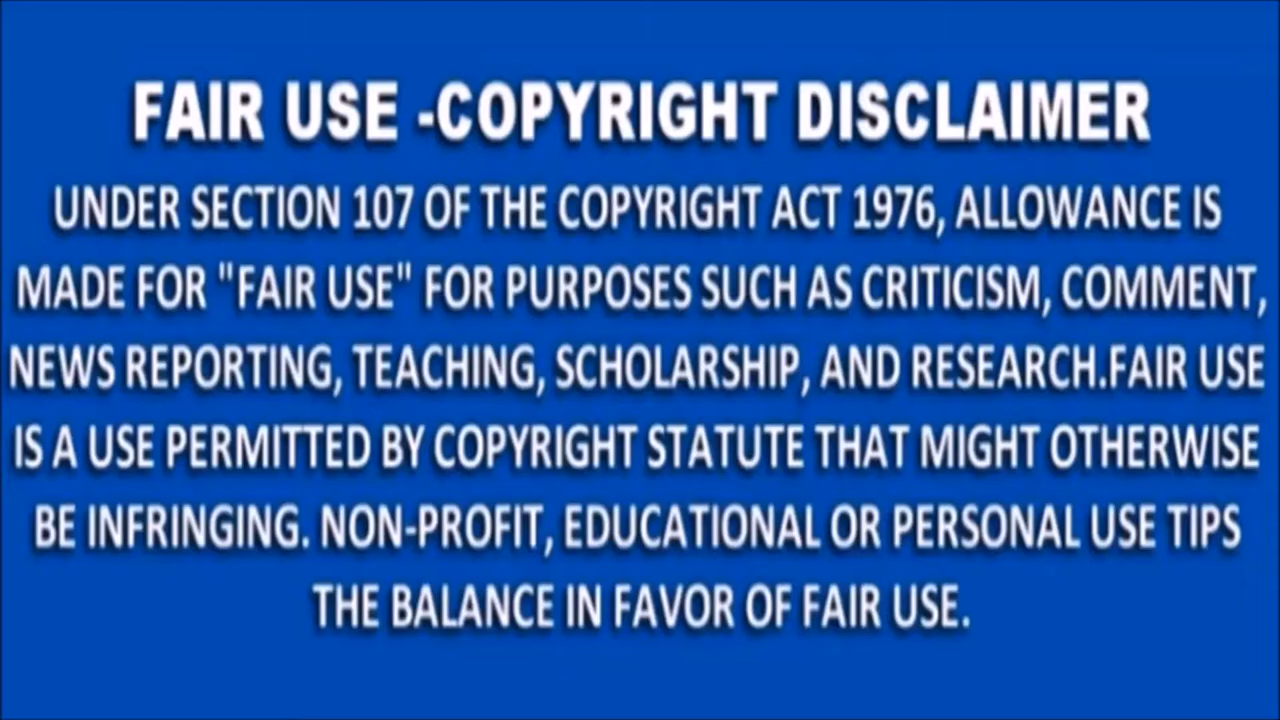 FAIR USE -COPYRIGHT DISCLAIMER
UNDER SECTION 107 OF THE COPYRIGHT ACT 1976, ALLOWANCE IS
MADE FOR "FAIR USE" FOR PURPOSES SUCH AS CRITICISM, COMMENT,
NEWS REPORTING, TEACHING, SCHOLARSHIP, AND RESEARCH.FAIR USE
IS A USE PERMITTED BY COPYRIGHT STATUTE THAT MIGHT OTHERWISE
BE INFRINGING. NON-PROFIT, EDUCATIONAL OR PERSONAL USE TIPS
THE BALANCE IN FAVOR OF FAIR USE.